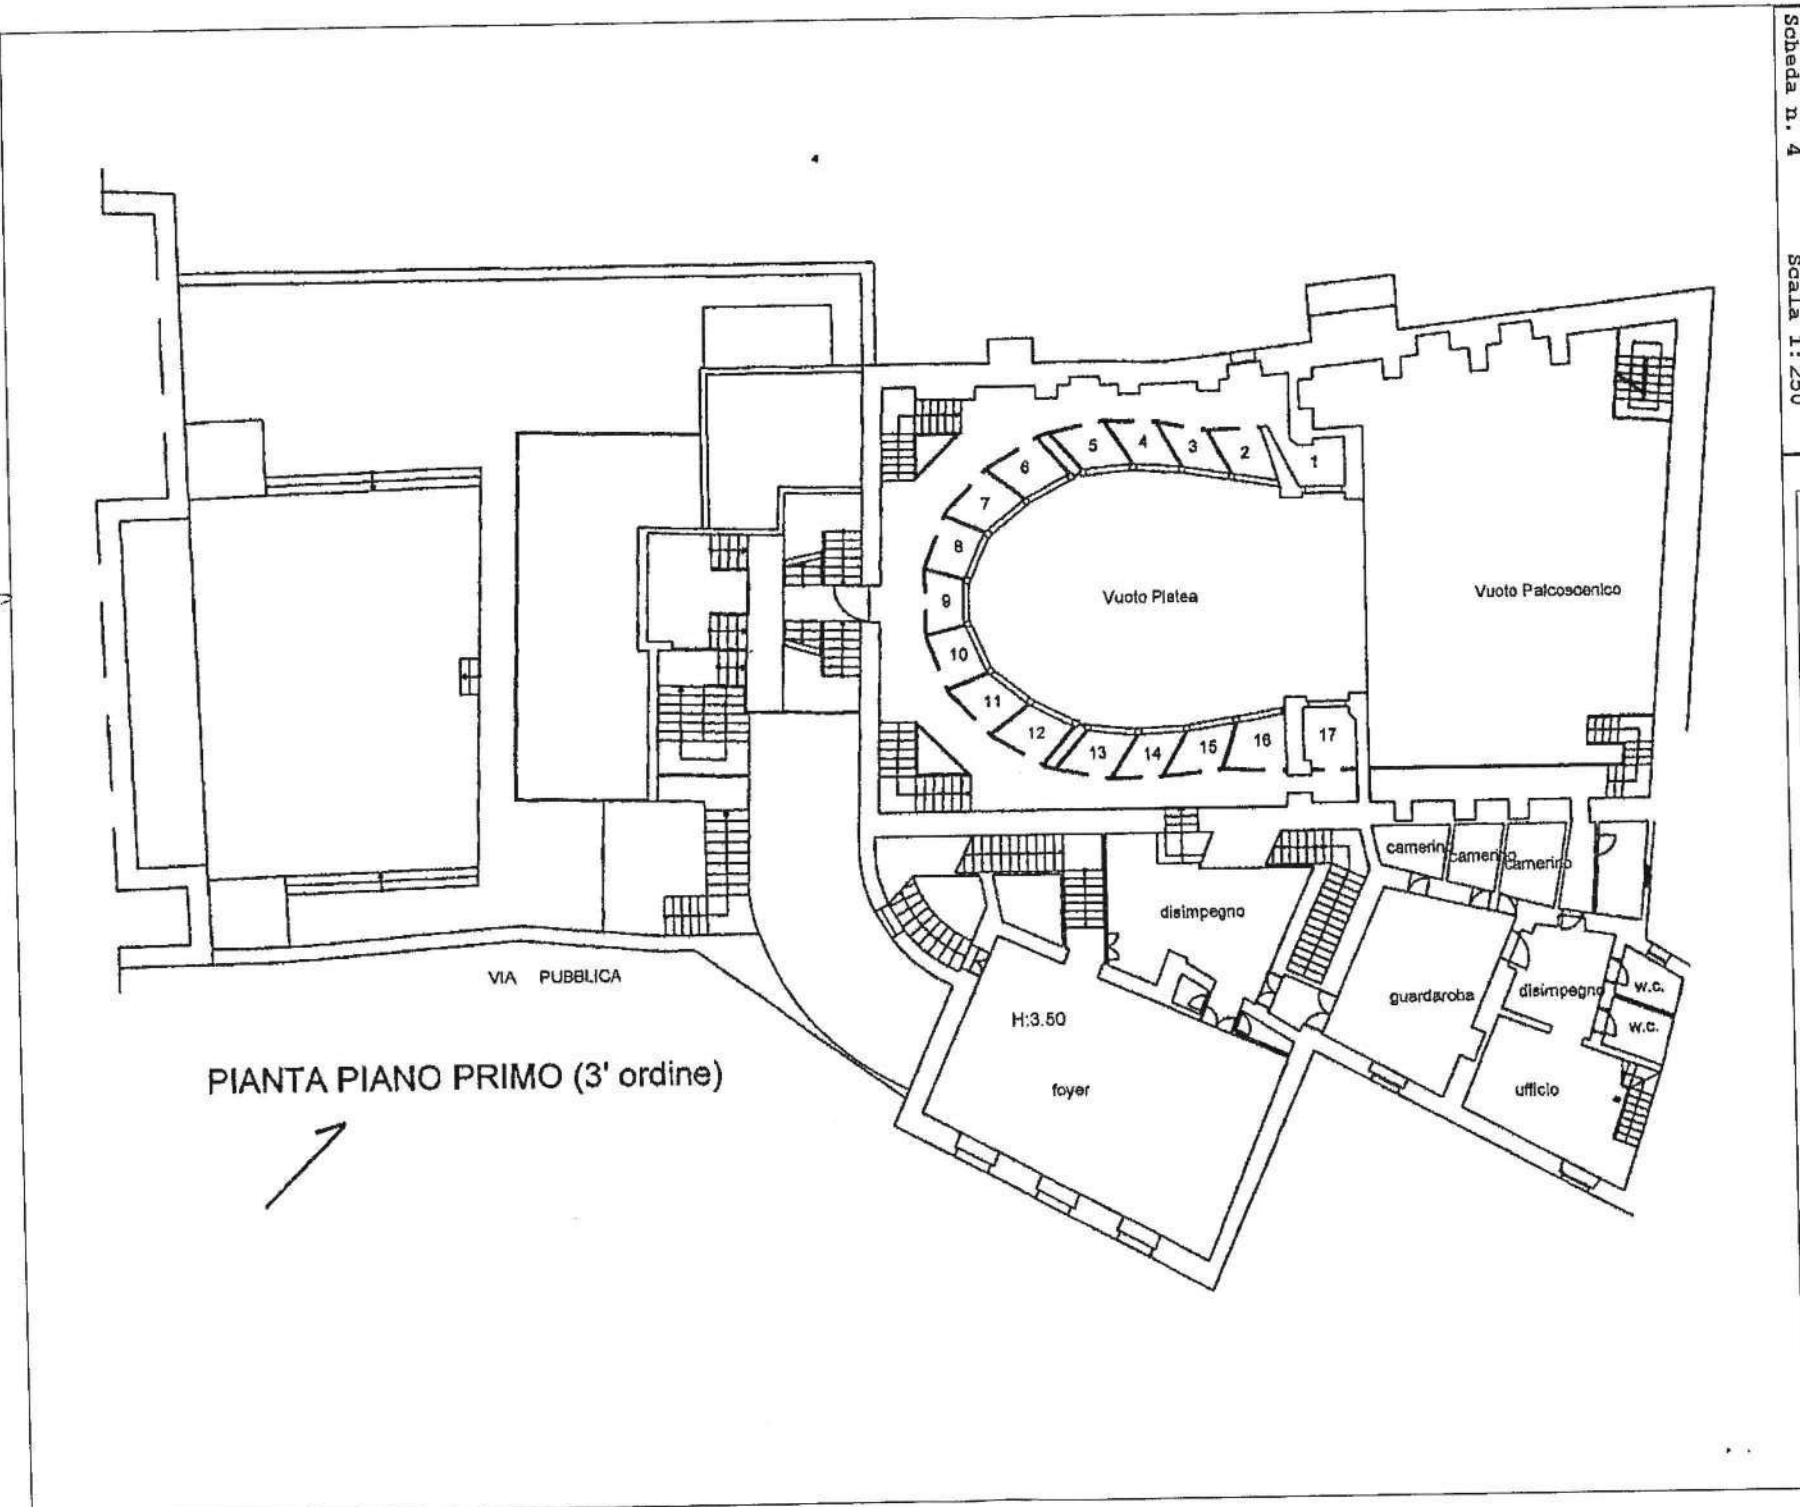 Scheda n. 4 Scala 1:250
5 4 3 2 1
6
7
8
9
10
11
12
13 14 15 16 17
Vuoto Platea
Vuoto Palcoscenico
camerino camerino camerino
disimpegno
guardaroba
disimpegno
w.c.
w.c.
ufficio
H:3.50
foyer
VIA PUBBLICA
PIANTA PIANO PRIMO (3' ordine)